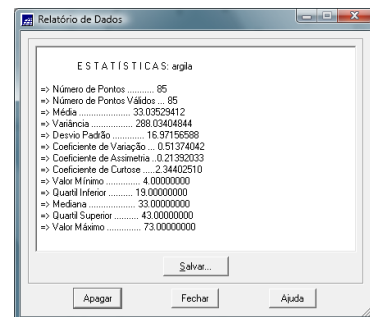 Relatório de Dados
E S T A T Í S T I C A S: argila
=> Número de Pontos ........... 85
=> Número de Pontos Válidos ... 85
=> Média ..................... 33.03529412
=> Variância ................. 288.03404844
=> Desvio Padrão ............. 16.97156588
=> Coeficiente de Variação ... 0.51374042
=> Coeficiente de Assimetria ..0.21392033
=> Coeficiente de Curtose .....2.34402510
=> Valor Mínimo .............. 4.00000000
=> Quartil Inferior .......... 19.00000000
=> Mediana ................... 33.00000000
=> Quartil Superior .......... 43.00000000
=> Valor Máximo .............. 73.00000000
Salvar...
Apagar Fechar Ajuda